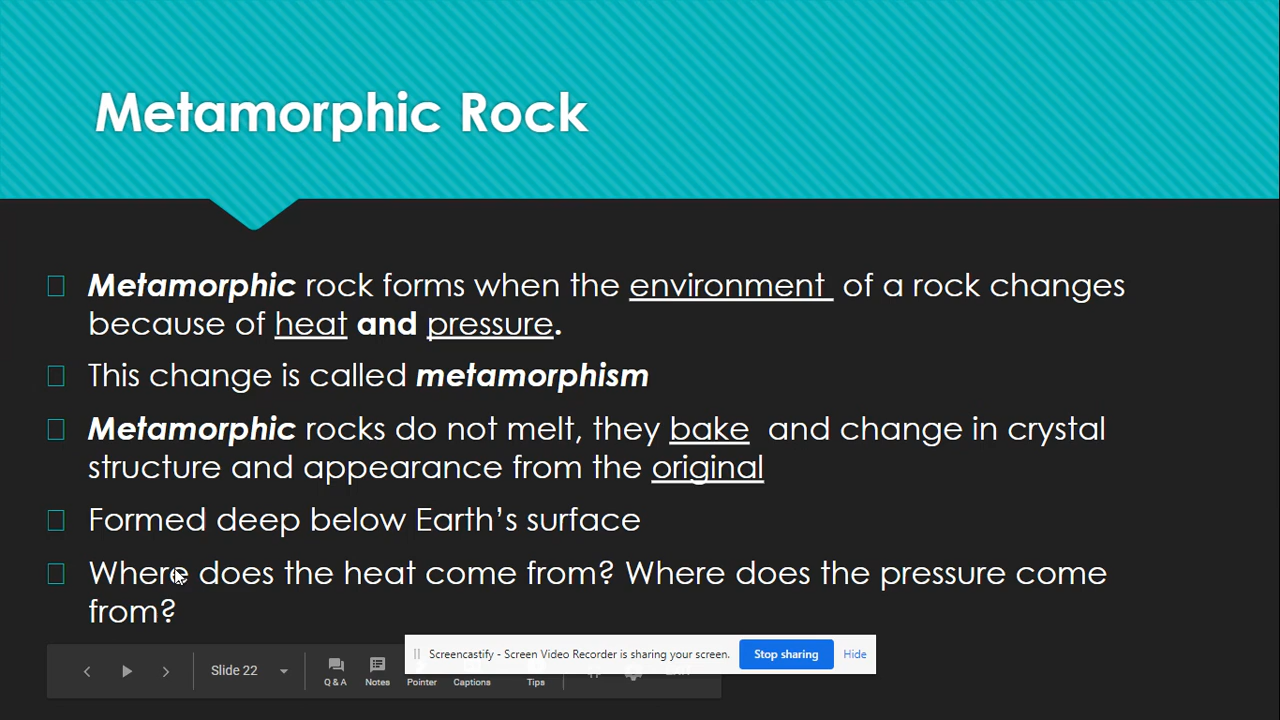 Metamorphic Rock
Metamorphic rock forms when the environment of a rock changes
because of heat and pressure.
This change is called metamorphism
Metamorphic rocks do not melt, they bake and change in crystal
structure and appearance from the original
Formed deep below Earth's surface
Where does the heat come from? Where does the pressure come
from?
Screencastify - Screen Video Recorder is sharing your screen. Stop sharing Hide
Slide 22
Q & A Notes Pointer Captions Tips